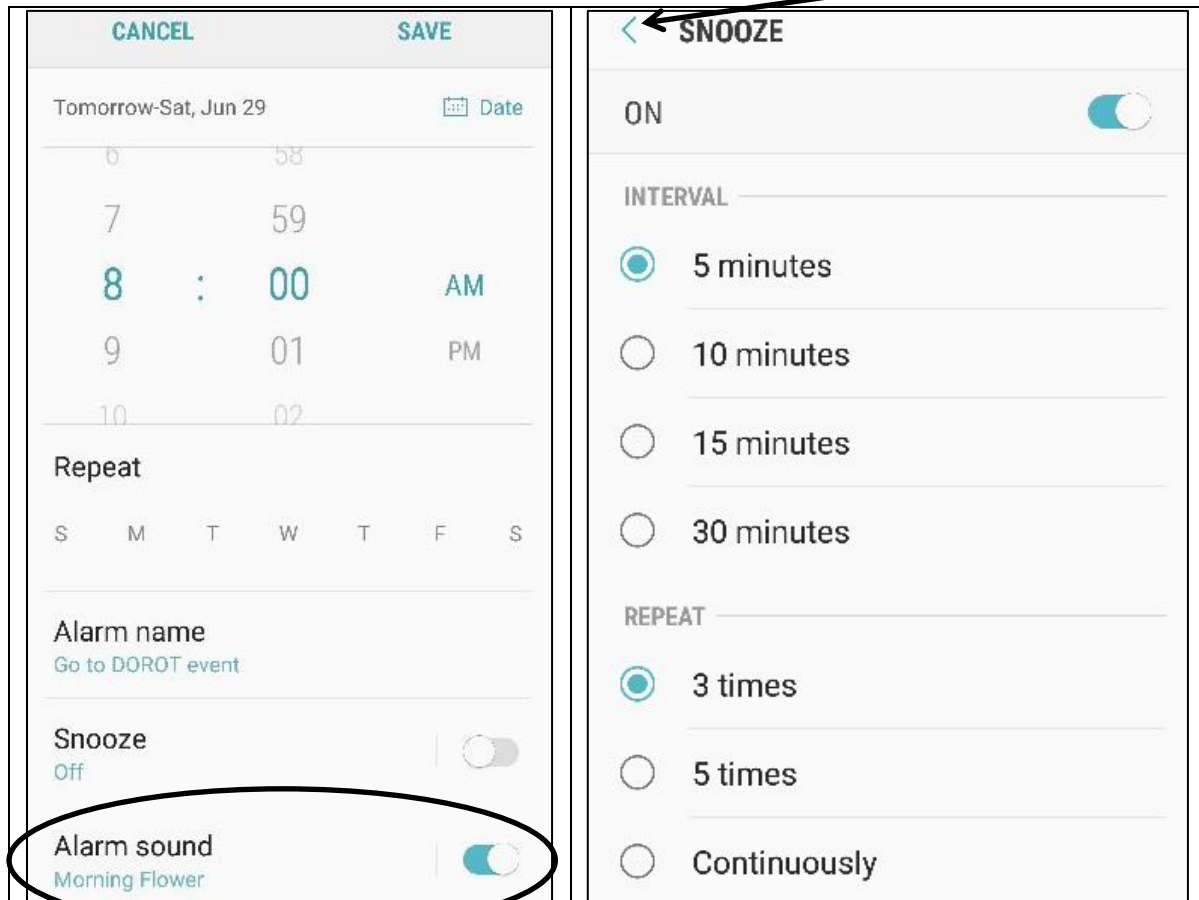 CANCEL SAVE
Tomorrow-Sat, Jun 29 Date
6 58
7 59
8 : 00 AM
9 01 PM
10 02
Repeat
S M T W T F S
Alarm name
Go to DOROT event
Snooze
Off
Alarm sound
Morning Flower
SNOOZE
ON
INTERVAL
5 minutes
10 minutes
15 minutes
30 minutes
REPEAT
3 times
5 times
Continuously